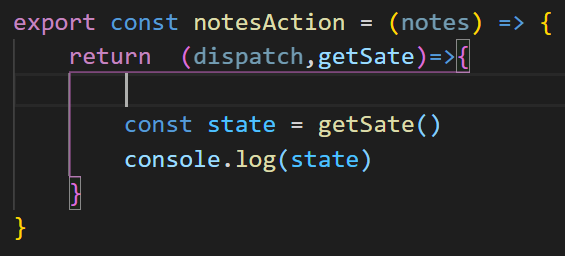 export const notesAction = (notes) => {
return  (dispatch,getSate)=>{
const state = getSate()
console.log(state)
}
}